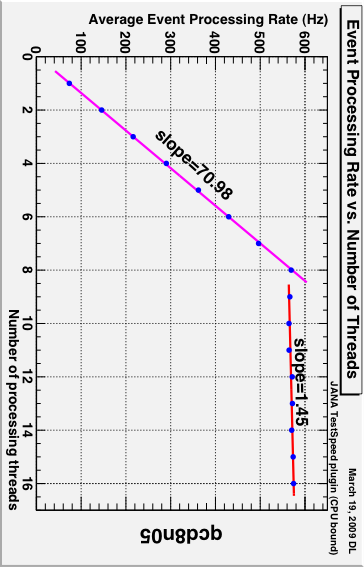 Event Processing Rate vs. Number of Threads
March 19, 2009 DL
JANA TestSpeed plugin (CPU bound)
Average Event Processing Rate (Hz)
0 100 200 300 400 500 600
slope=70.98
slope=1.45
0 2 4 6 8 10 12 14 16
Number of processing threads
qcd8n05